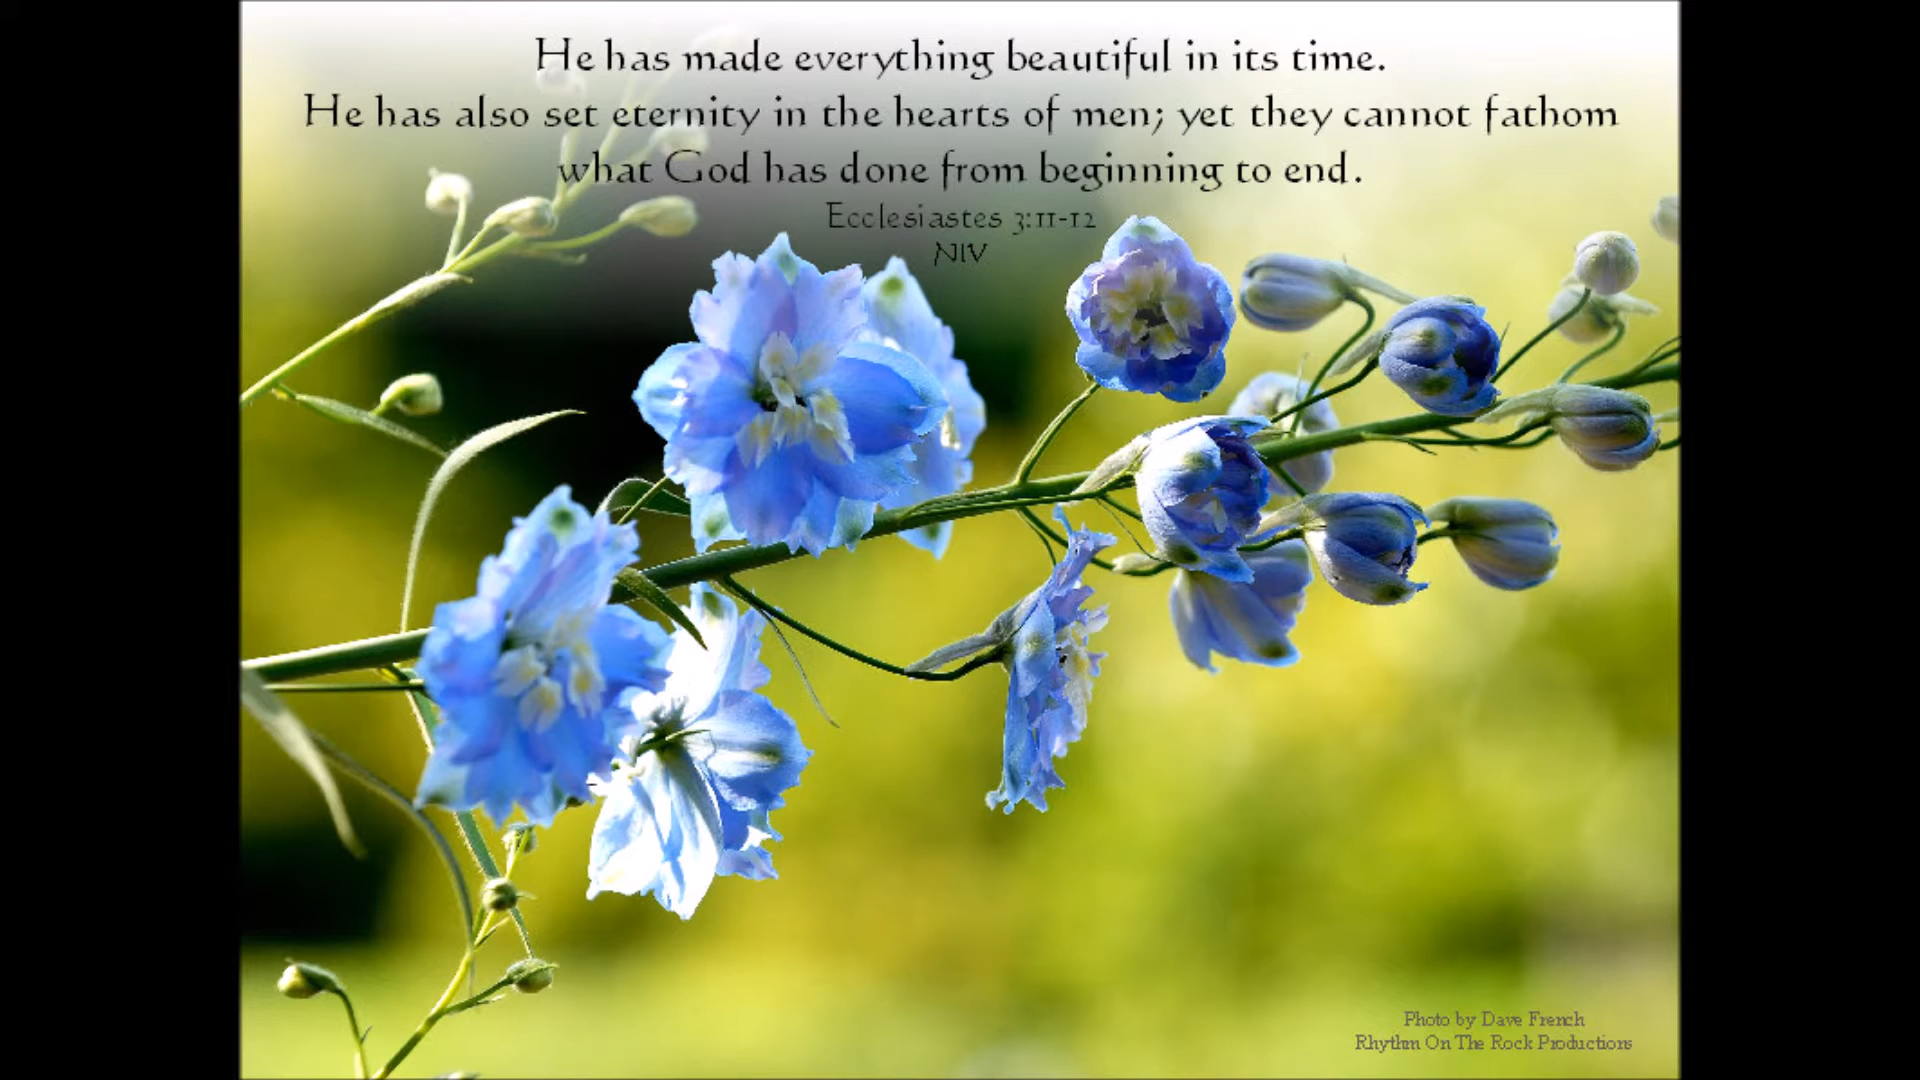 He has made everything beautiful in its time.
He has also set eternity in the hearts of men; yet they cannot fathom
what God has done from beginning to end.
Ecclesiastes 3:11-12
NIV
Photo by Dave French
Rhythm On The Rock Productions